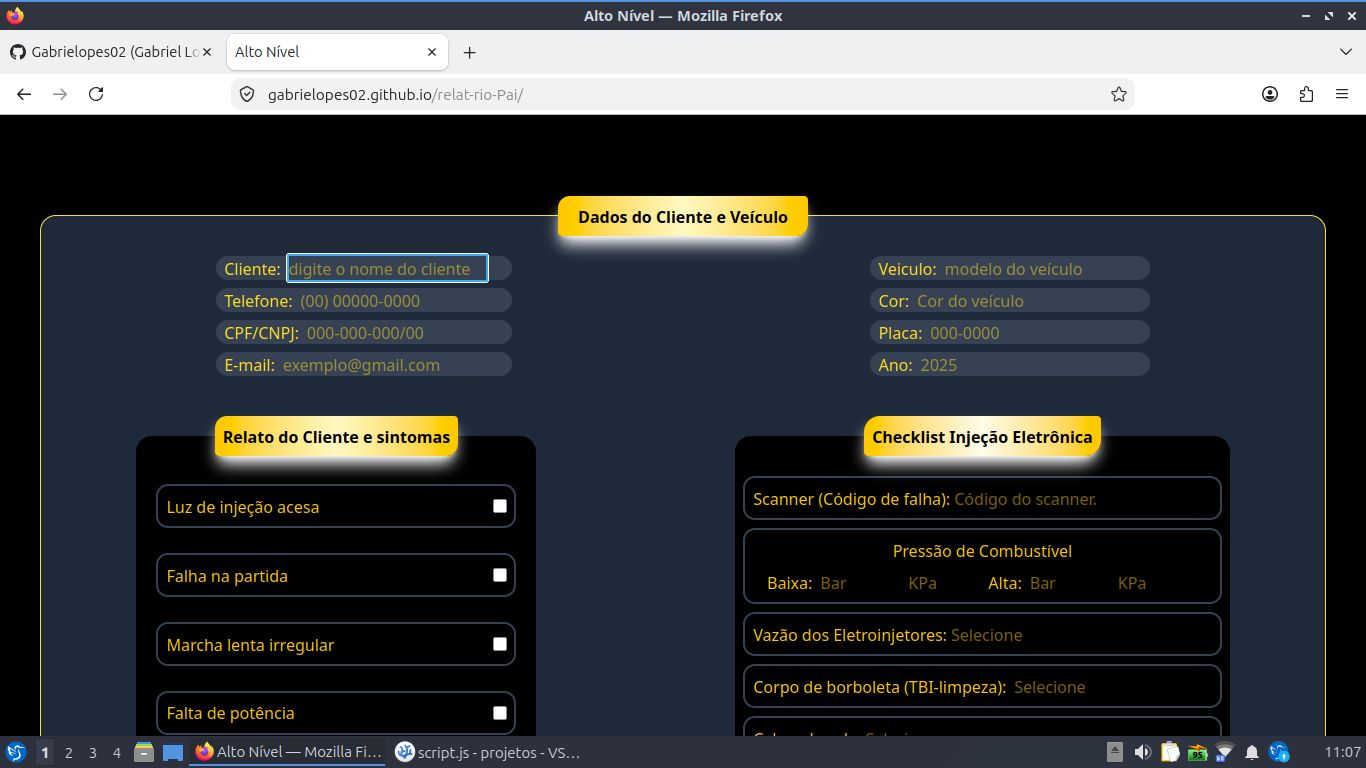 Alto Nível — Mozilla Firefox
Gabrielopes02 (Gabriel Lo
Alto Nível
gabrielopes02.github.io/relat-rio-Pai/
Dados do Cliente e Veículo
Cliente: digite o nome do cliente
Telefone: (00) 00000-0000
CPF/CNPJ: 000-000-000/00
E-mail: exemplo@gmail.com
Veiculo: modelo do veículo
Cor: Cor do veículo
Placa: 000-0000
Ano: 2025
Relato do Cliente e sintomas
Luz de injeção acesa
Falha na partida
Marcha lenta irregular
Falta de potência
Checklist Injeção Eletrônica
Scanner (Código de falha): Código do scanner.
Pressão de Combustível
Baixa: Bar KPa Alta: Bar KPa
Vazão dos Eletroinjetores: Selecione
Corpo de borboleta (TBI-limpeza): Selecione
1 2 3 4 Alto Nível — Mozilla Fi... script.js - projetos - VS... 95 11:07